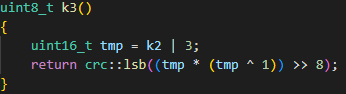 uint8_t k3()
{
    uint16_t tmp = k2 | 3;
    return crc::lsb((tmp * (tmp ^ 1)) >> 8);
}